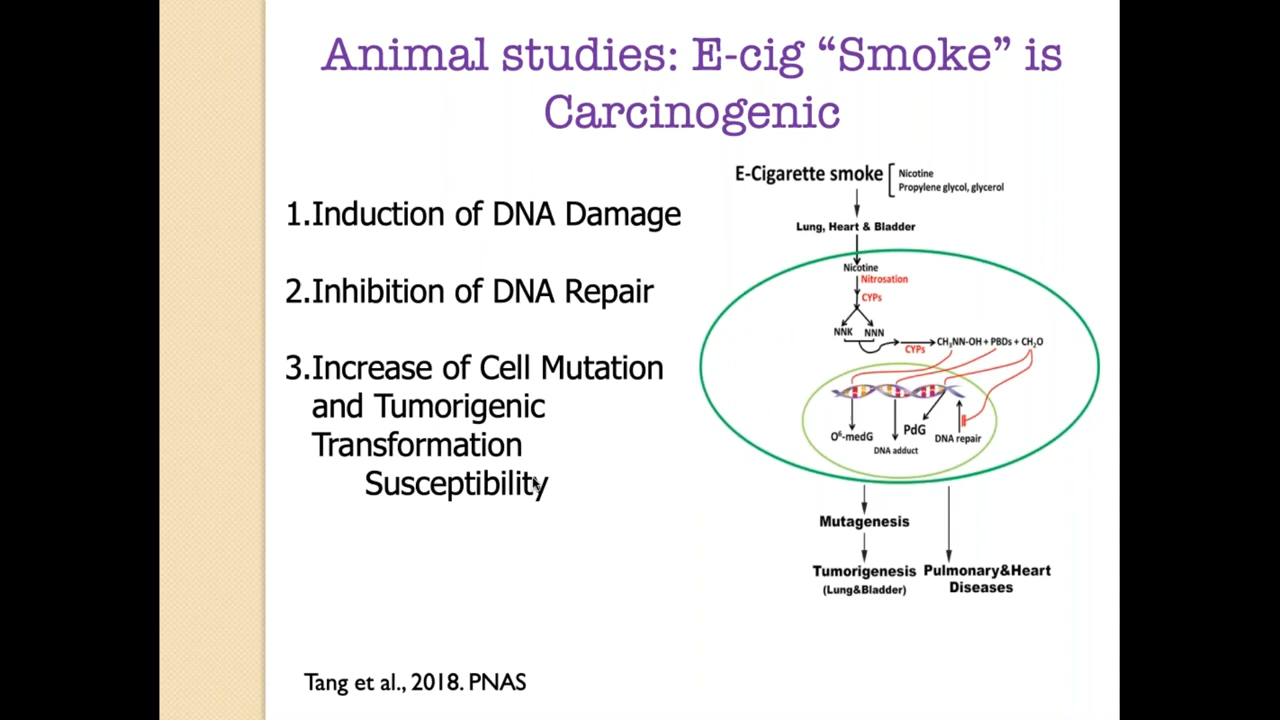 Animal studies: E-cig “Smoke” is
Carcinogenic
1.Induction of DNA Damage
2.Inhibition of DNA Repair
3.Increase of Cell Mutation
and Tumorigenic
Transformation
Susceptibility
E-Cigarette smoke
Nicotine
Propylene glycol, glycerol
Lung, Heart & Bladder
Nicotine
Nitrosation
CYPs
NNK NNN
CYPs
CH₃NN-OH + PBDs + CH₂O
O⁶-medG
DNA adduct
PdG
DNA repair
Mutagenesis
Tumorigenesis
(Lung&Bladder)
Pulmonary&Heart
Diseases
Tang et al., 2018. PNAS